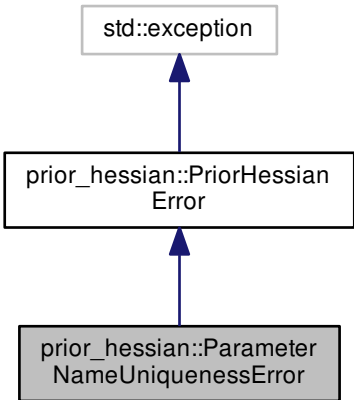 std::exception
prior_hessian::PriorHessian
Error
prior_hessian::Parameter
NameUniquenessError